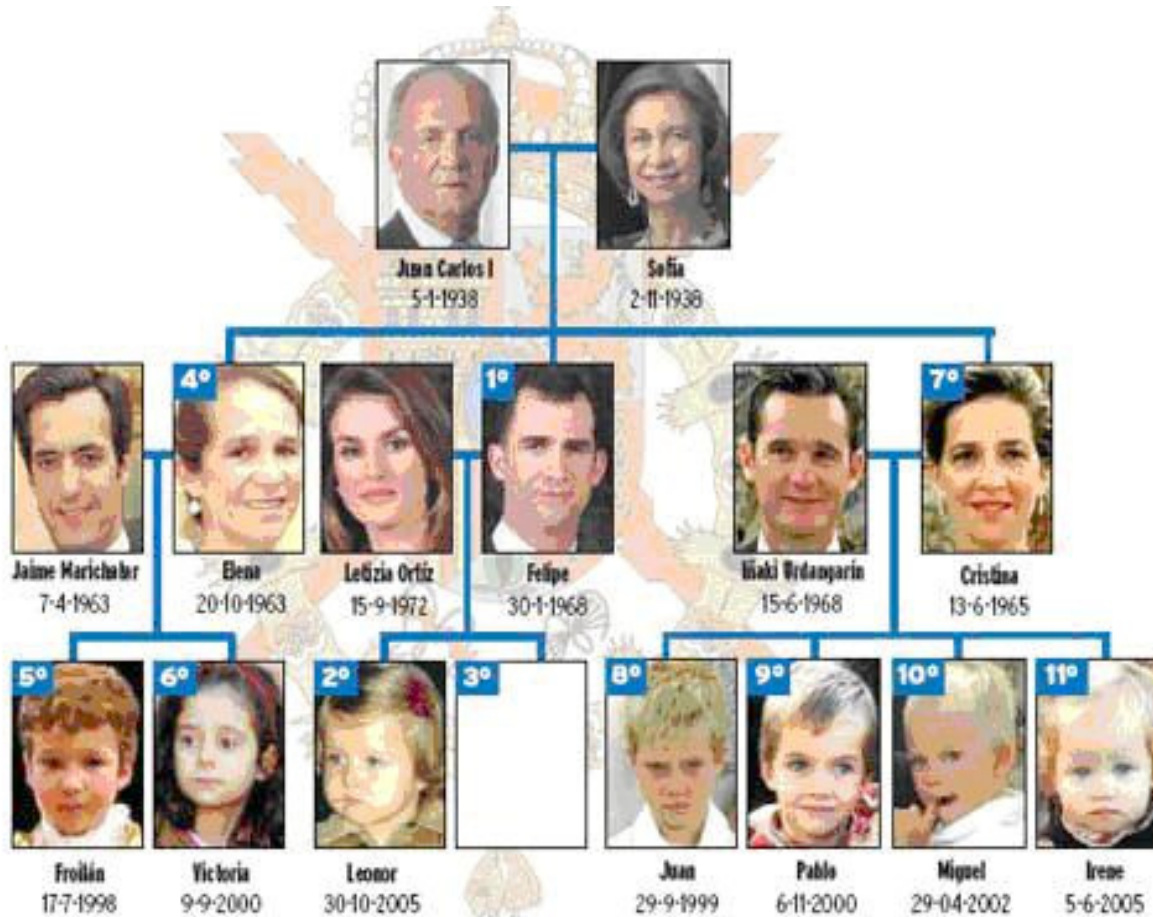 Juan Carlos I
5-1-1938
Sofía
2-11-1938
4º
1º
7º
Jaime Marichalar
7-4-1963
Elena
20-10-1963
Letizia Ortiz
15-9-1972
Felipe
30-1-1968
Iñaki Urdangarín
15-6-1968
Cristina
13-6-1965
5º
6º
2º
3º
8º
9º
10º
11º
Froilán
17-7-1998
Victoria
9-9-2000
Leonor
30-10-2005
Juan
29-9-1999
Pablo
6-11-2000
Miguel
29-04-2002
Irene
5-6-2005